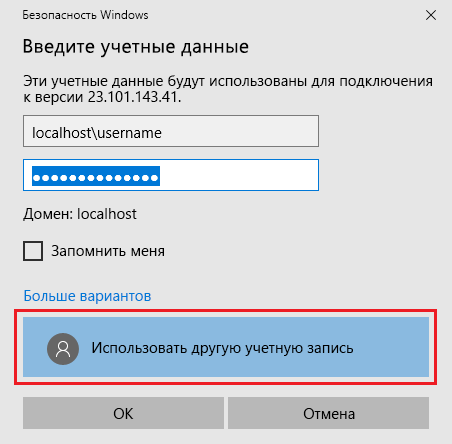 Безопасность Windows
Введите учетные данные
Эти учетные данные будут использованы для подключения
к версии 23.101.143.41.
localhost\username
●●●●●●●●●●●●●●
Домен: localhost
Запомнить меня
Больше вариантов
Использовать другую учетную запись
ОК
Отмена